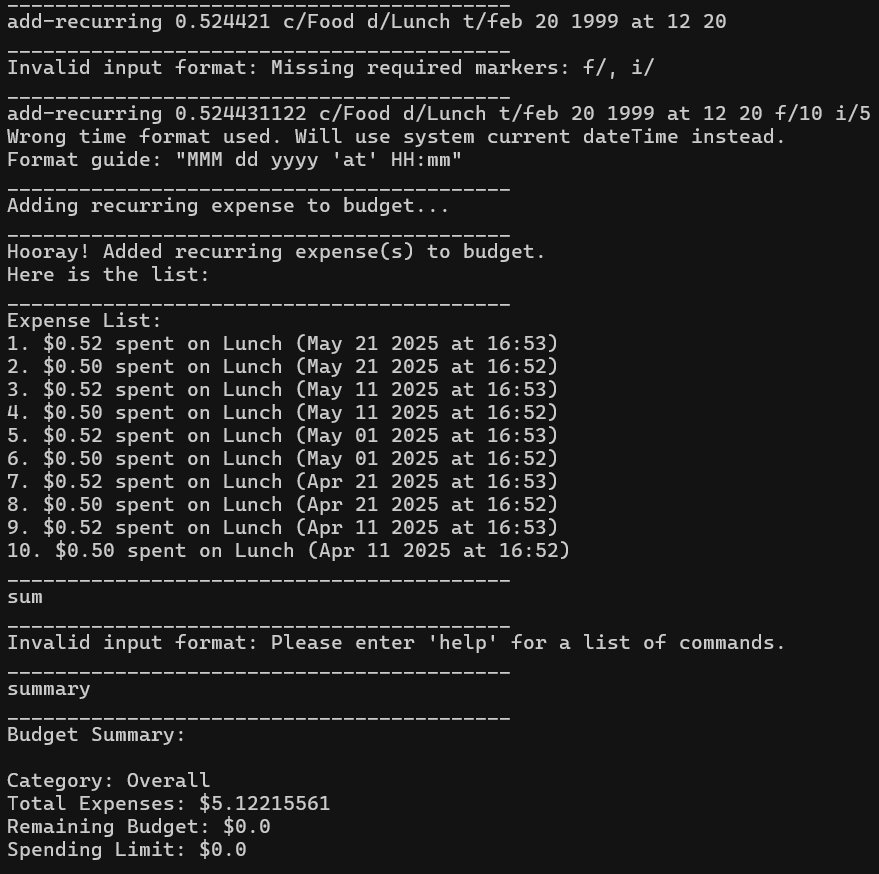 __________________________________________
add-recurring 0.524421 c/Food d/Lunch t/feb 20 1999 at 12 20
__________________________________________
Invalid input format: Missing required markers: f/, i/
__________________________________________
add-recurring 0.524431122 c/Food d/Lunch t/feb 20 1999 at 12 20 f/10 i/5
Wrong time format used. Will use system current dateTime instead.
Format guide: "MMM dd yyyy 'at' HH:mm"
__________________________________________
Adding recurring expense to budget...
__________________________________________
Hooray! Added recurring expense(s) to budget.
Here is the list:
__________________________________________
Expense List:
1. $0.52 spent on Lunch (May 21 2025 at 16:53)
2. $0.50 spent on Lunch (May 21 2025 at 16:52)
3. $0.52 spent on Lunch (May 11 2025 at 16:53)
4. $0.50 spent on Lunch (May 11 2025 at 16:52)
5. $0.52 spent on Lunch (May 01 2025 at 16:53)
6. $0.50 spent on Lunch (May 01 2025 at 16:52)
7. $0.52 spent on Lunch (Apr 21 2025 at 16:53)
8. $0.50 spent on Lunch (Apr 21 2025 at 16:52)
9. $0.52 spent on Lunch (Apr 11 2025 at 16:53)
10. $0.50 spent on Lunch (Apr 11 2025 at 16:52)
__________________________________________
sum
__________________________________________
Invalid input format: Please enter 'help' for a list of commands.
__________________________________________
summary
__________________________________________
Budget Summary:

Category: Overall
Total Expenses: $5.12215561
Remaining Budget: $0.0
Spending Limit: $0.0